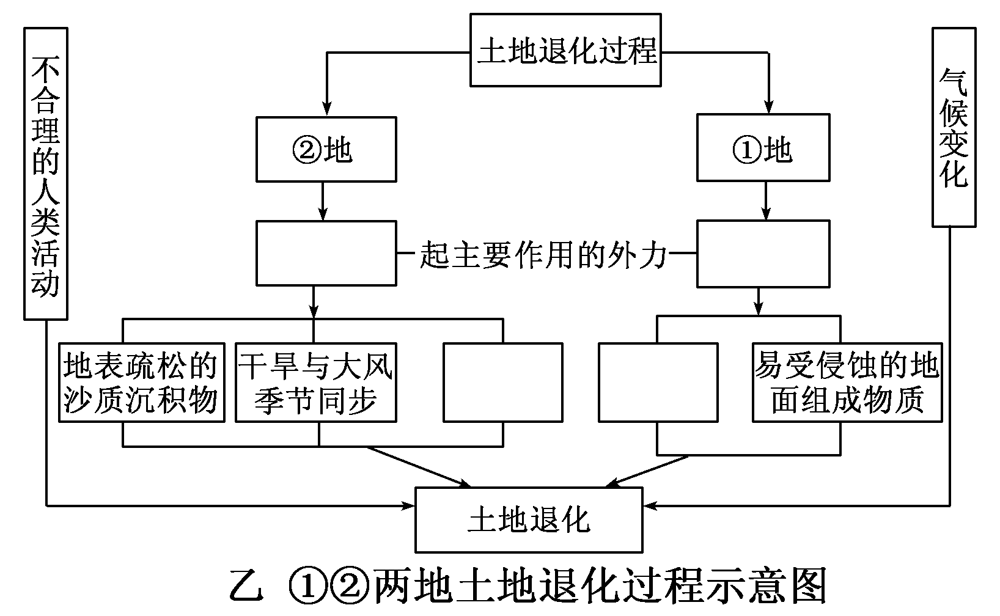 土地退化过程
不合理的人类活动
气候变化
②地
①地
起主要作用的外力
地表疏松的
沙质沉积物
干旱与大风
季节同步
易受侵蚀的地
面组成物质
土地退化
乙 ①②两地土地退化过程示意图